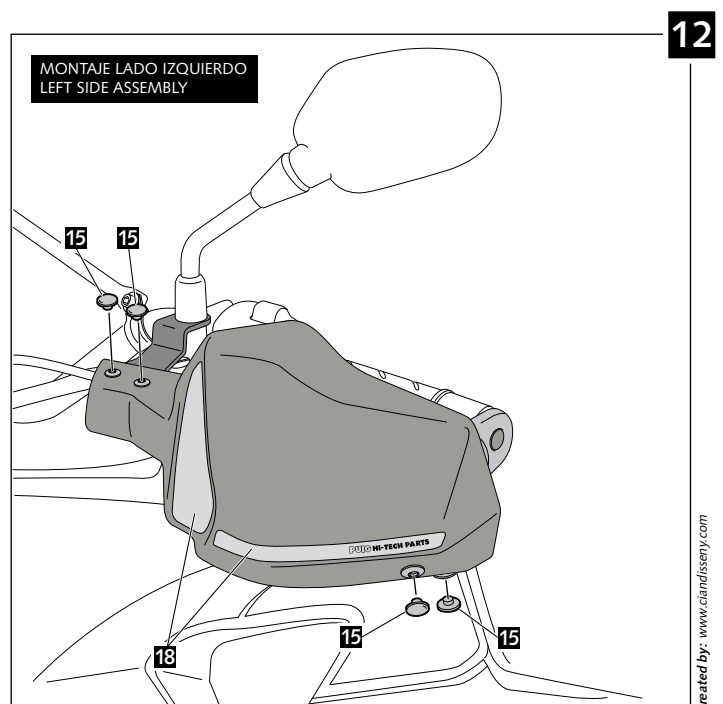 12
MONTAJE LADO IZQUIERDO
LEFT SIDE ASSEMBLY
15 15
PUIG HI-TECH PARTS
15 15
18
reated by: www.ciandisseny.com